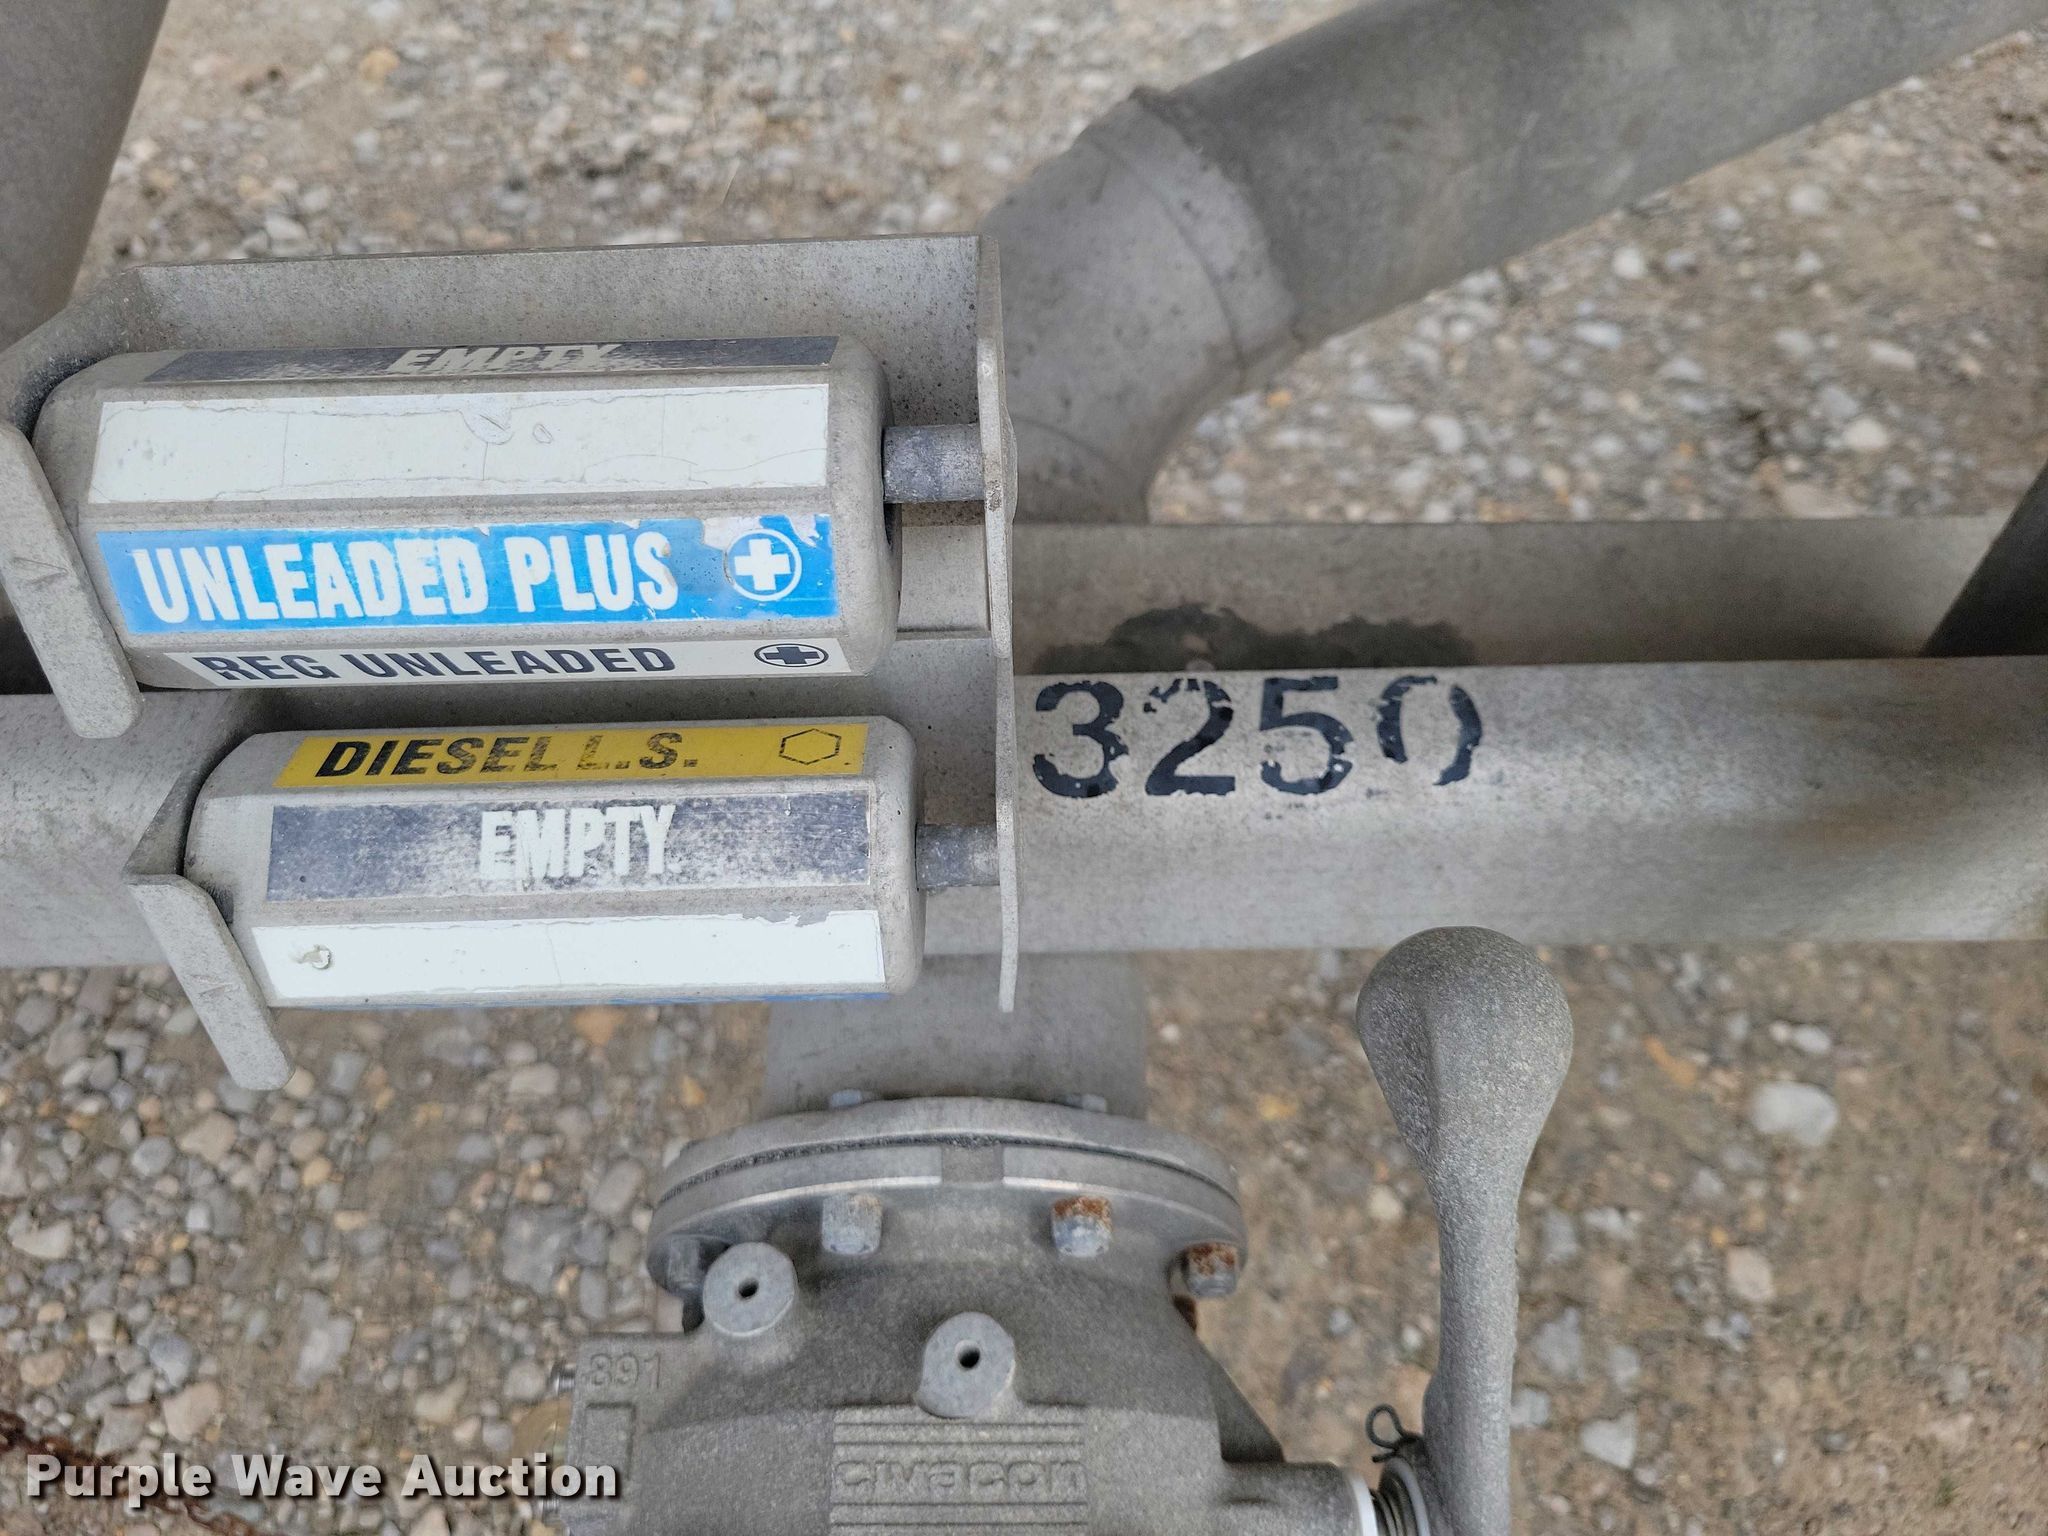 EMPTY
UNLEADED PLUS
REG UNLEADED
3250
DIESEL L.S.
EMPTY
891
civacon
Purple Wave Auction